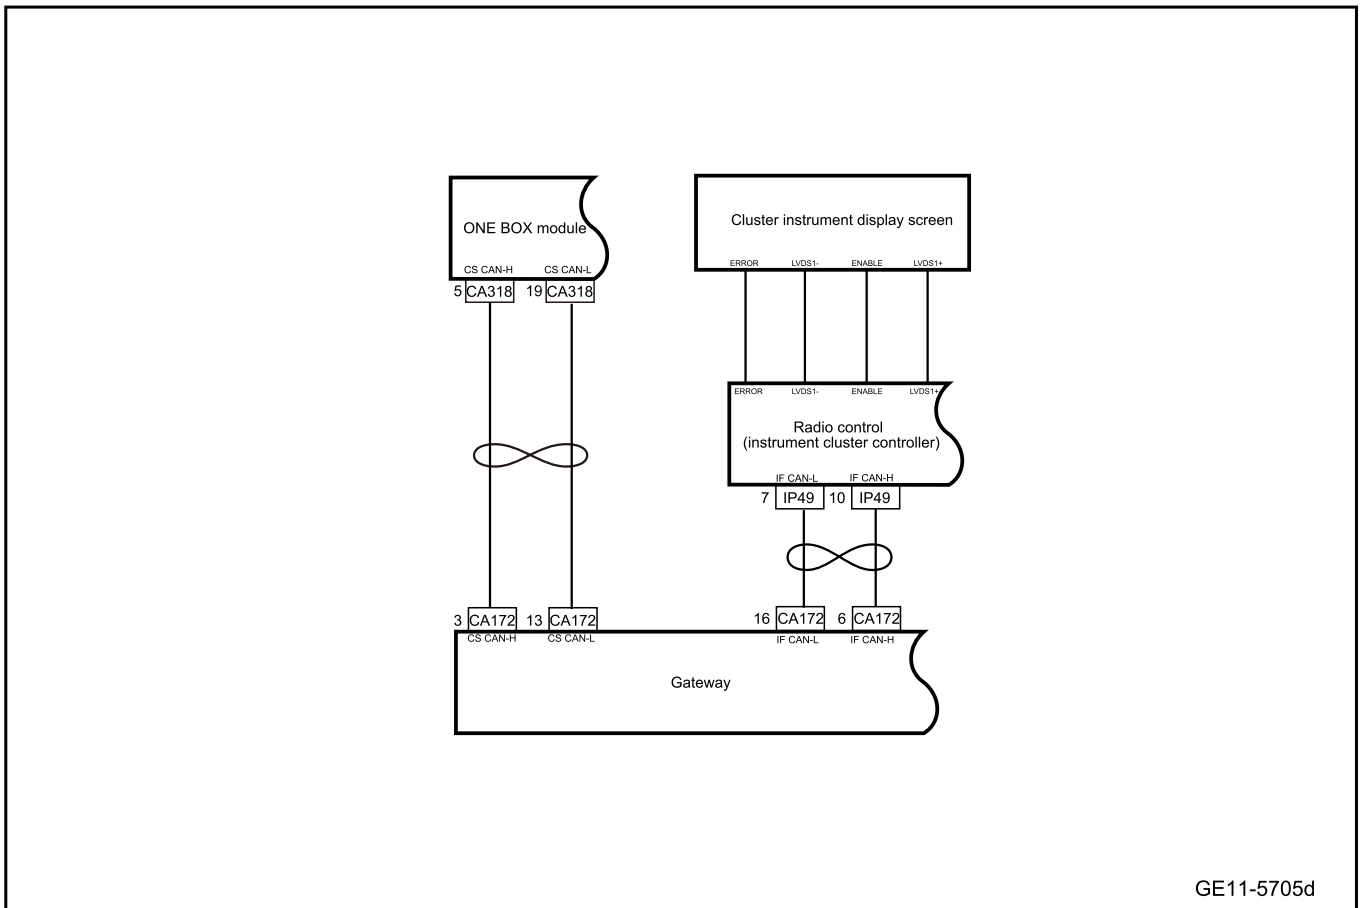 ONE BOX module
CS CAN-H CS CAN-L
5 CA318 19 CA318
Cluster instrument display screen
ERROR LVDS1- ENABLE LVDS1+
ERROR LVDS1- ENABLE LVDS1+
Radio control
(instrument cluster controller)
IF CAN-L IF CAN-H
7 IP49 10 IP49
3 CA172 13 CA172 16 CA172 6 CA172
CS CAN-H CS CAN-L IF CAN-L IF CAN-H
Gateway
GE11-5705d